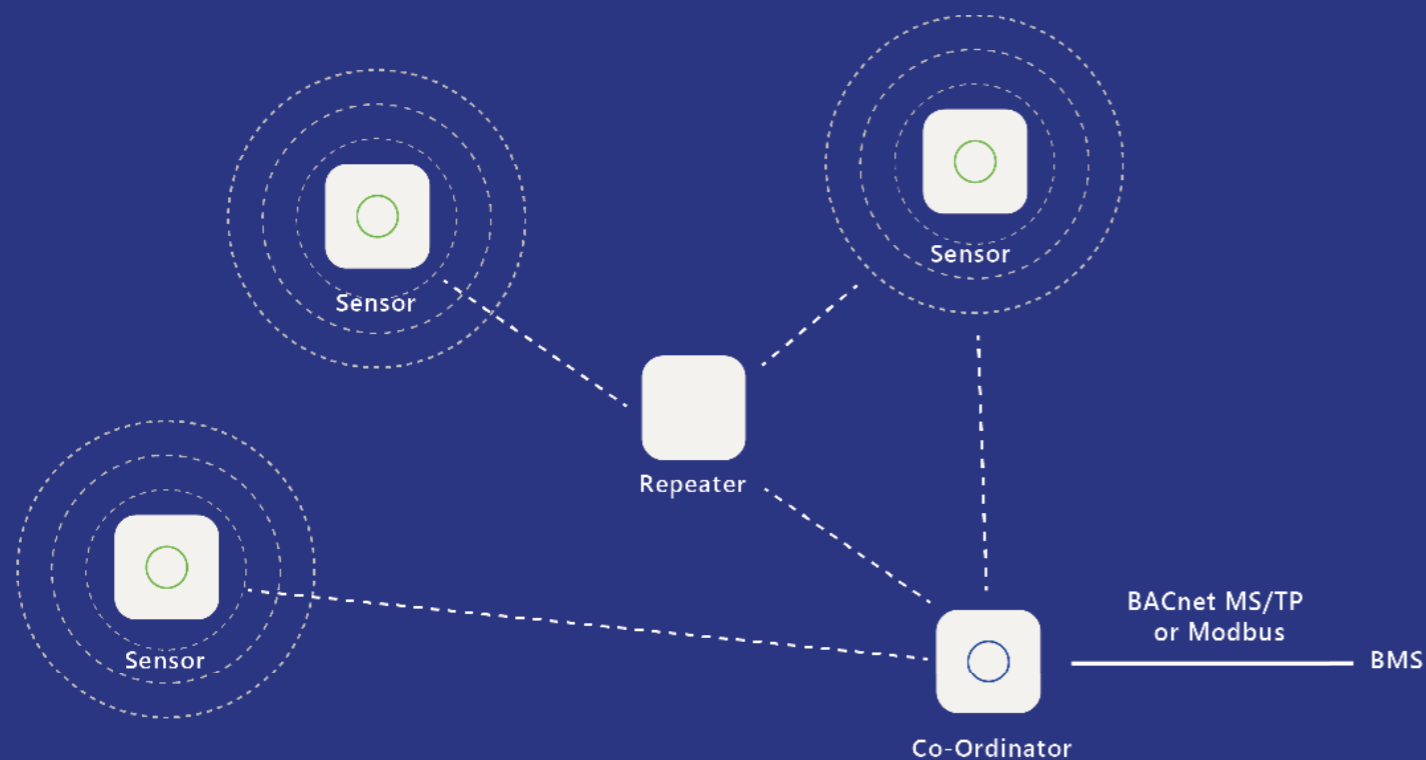 Sensor
Sensor
Repeater
Sensor
BACnet MS/TP
or Modbus
BMS
Co-Ordinator